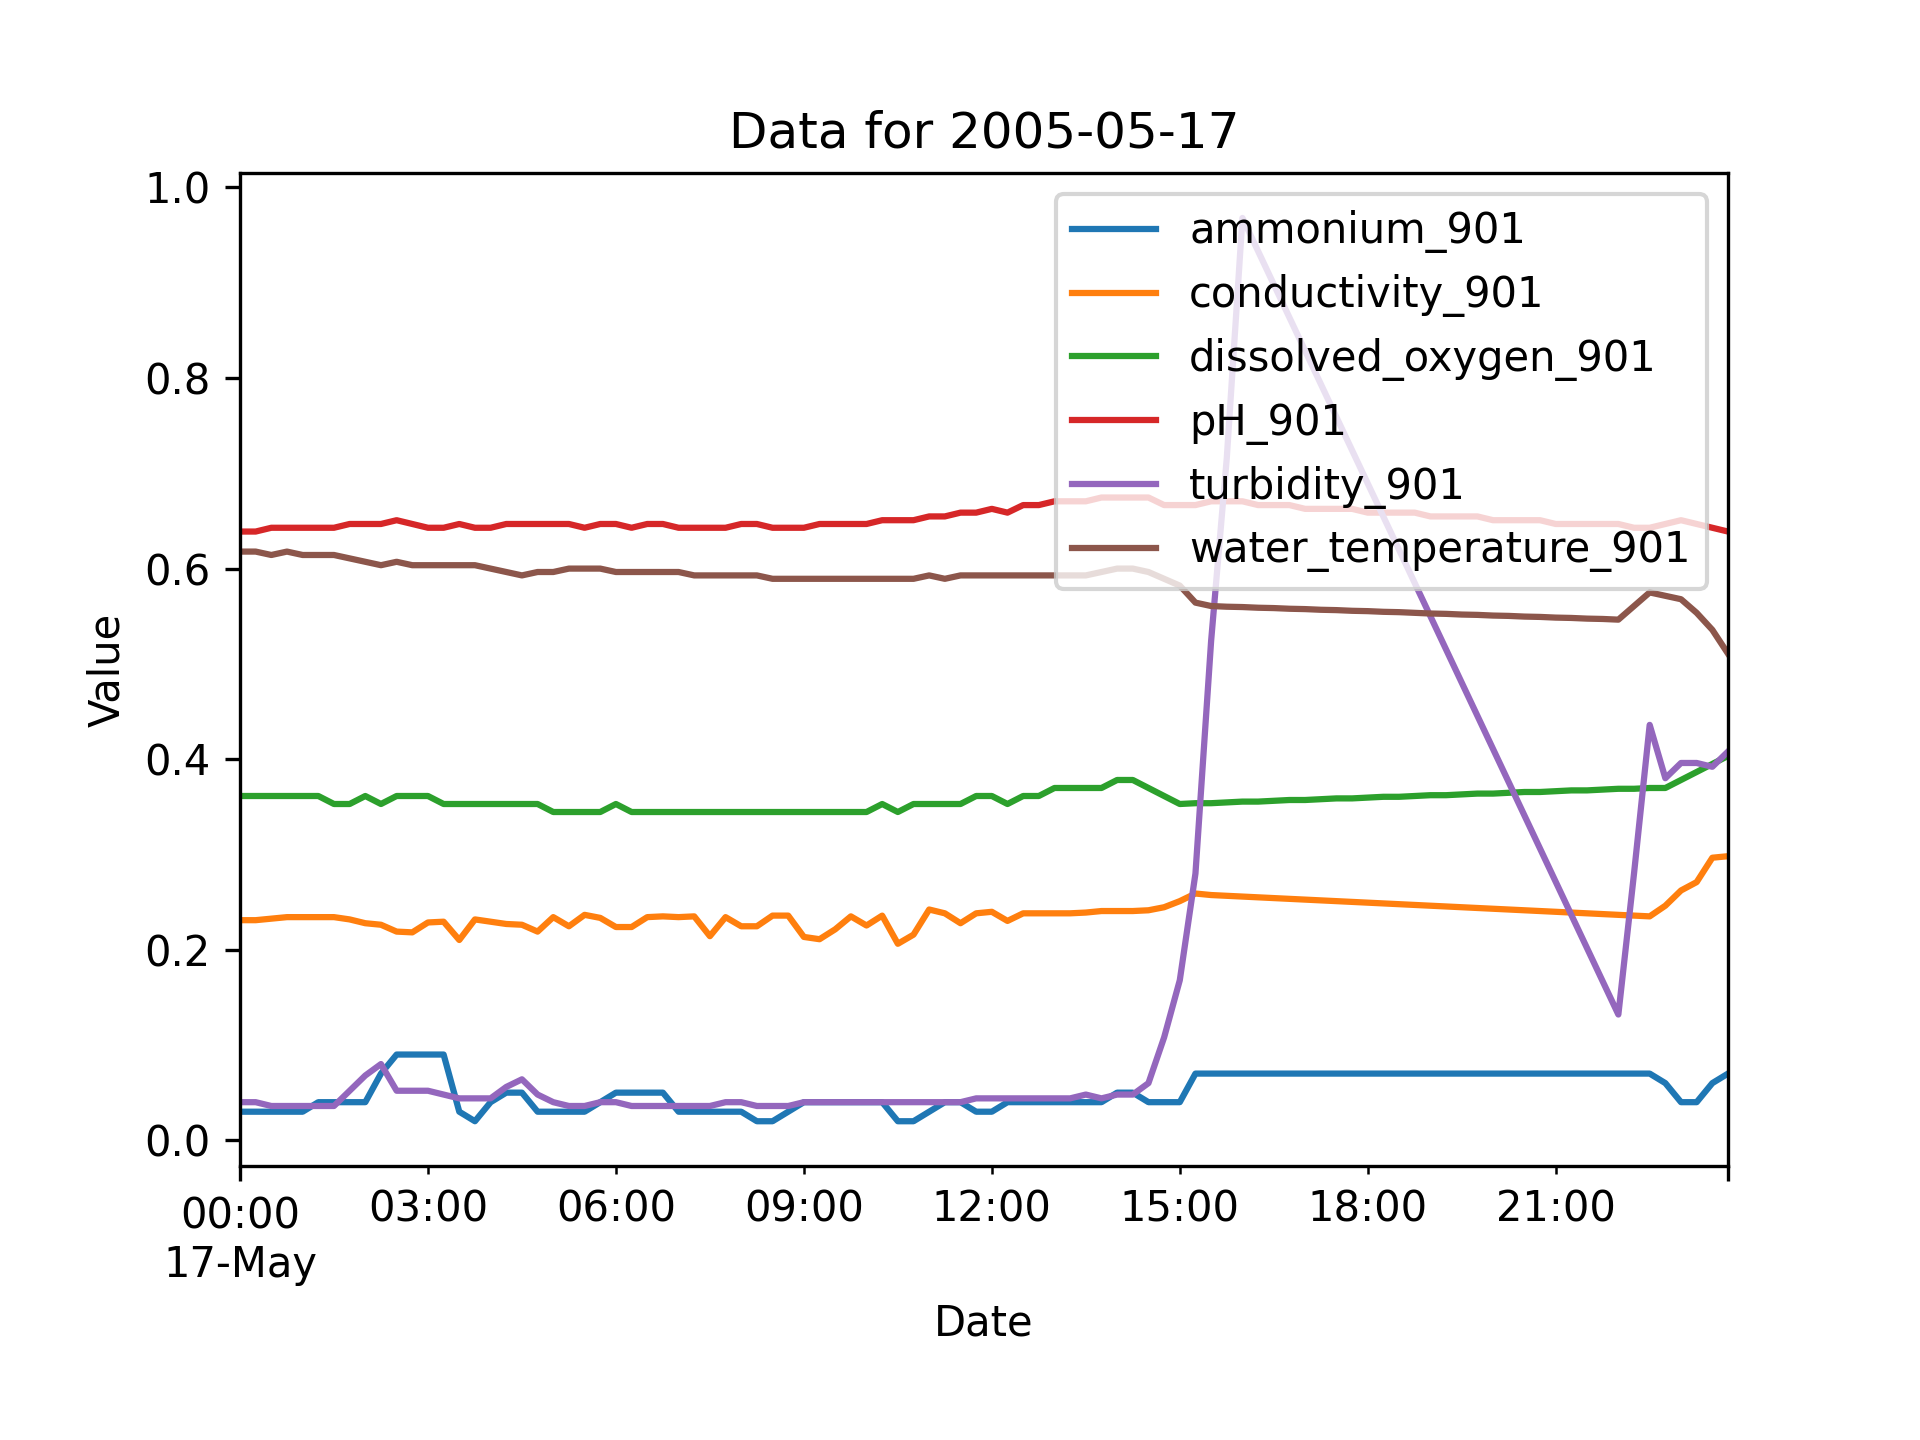 Data for 2005-05-17
1.0
0.8
0.6
0.4
0.2
0.0
Value
ammonium_901
conductivity_901
dissolved_oxygen_901
pH_901
turbidity_901
water_temperature_901
00:00 03:00 06:00 09:00 12:00 15:00 18:00 21:00
17-May
Date